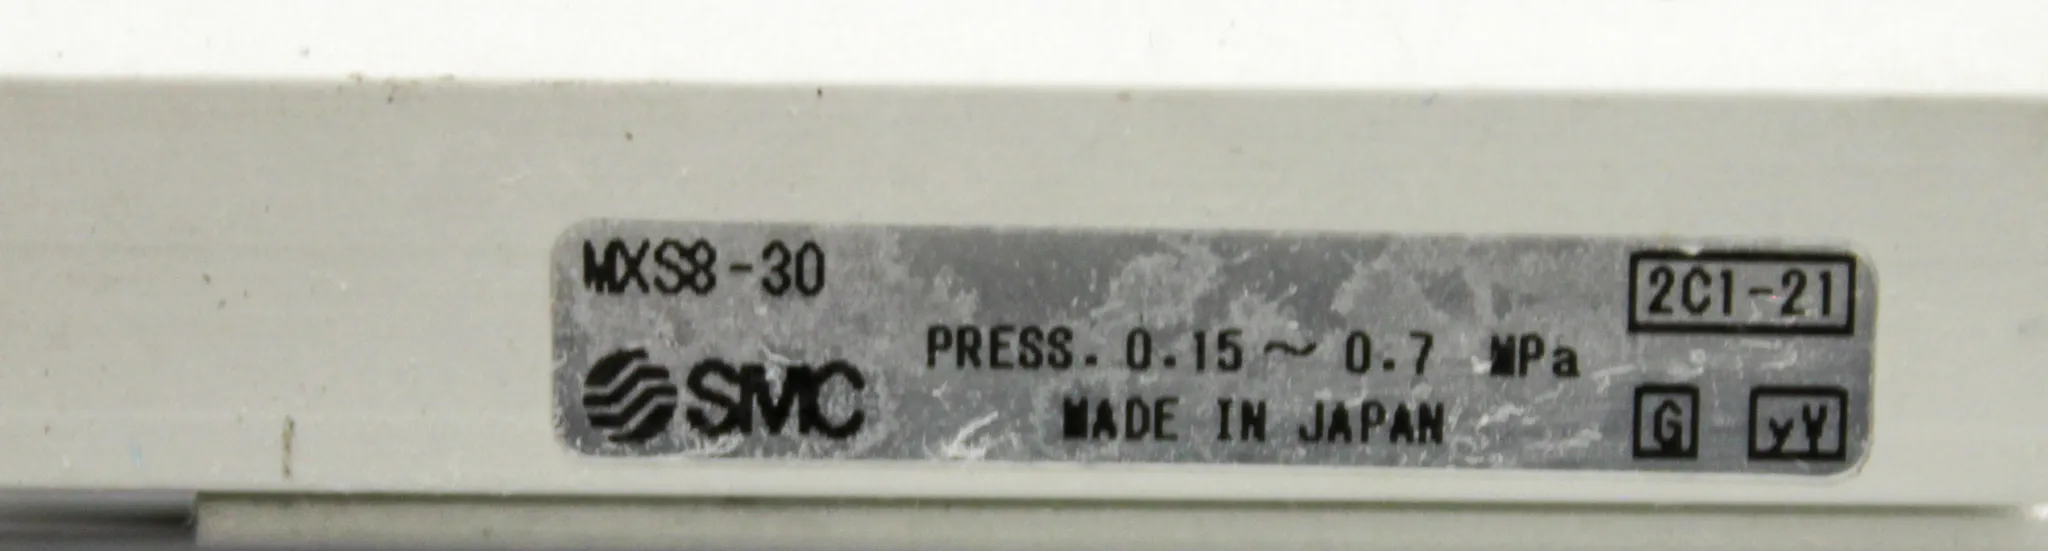 MXS8-30
2C1-21
PRESS. 0.15～0.7 MPa
SMC
MADE IN JAPAN
G
yY